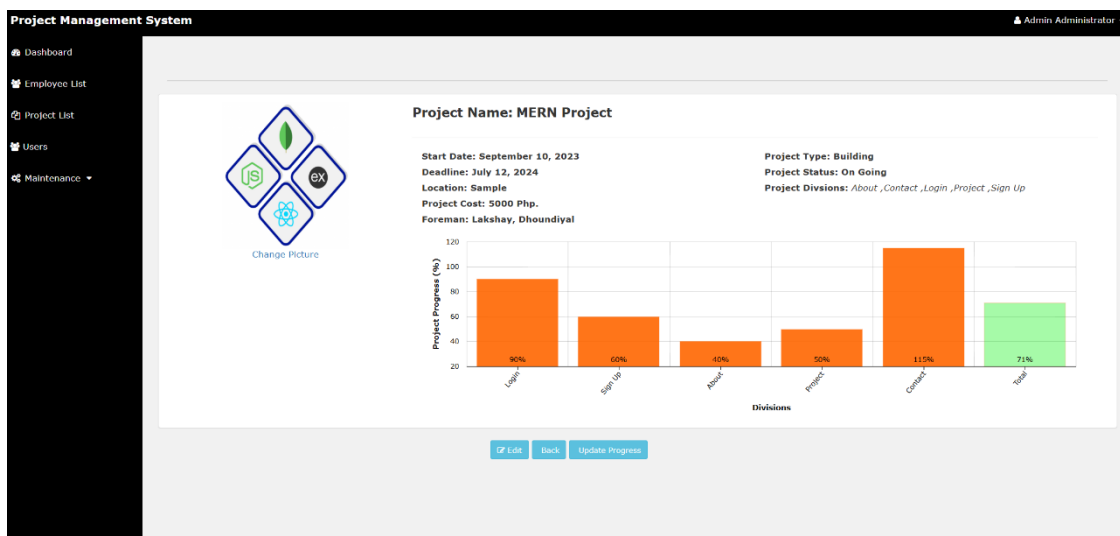 Project Management System
Admin Administrator
Dashboard
Employee List
Project List
Users
Maintenance
JS
ex
Change Picture
Project Name: MERN Project
Start Date: September 10, 2023
Deadline: July 12, 2024
Location: Sample
Project Cost: 5000 Php.
Foreman: Lakshay, Dhoundiyal
Project Type: Building
Project Status: On Going
Project Divsions: About ,Contact ,Login ,Project ,Sign Up
Project Progress (%)
120
100
80
60
40
20
90%
60%
40%
50%
115%
71%
Login
Sign Up
About
Project
Contact
Total
Divisions
Edit
Back
Update Progress